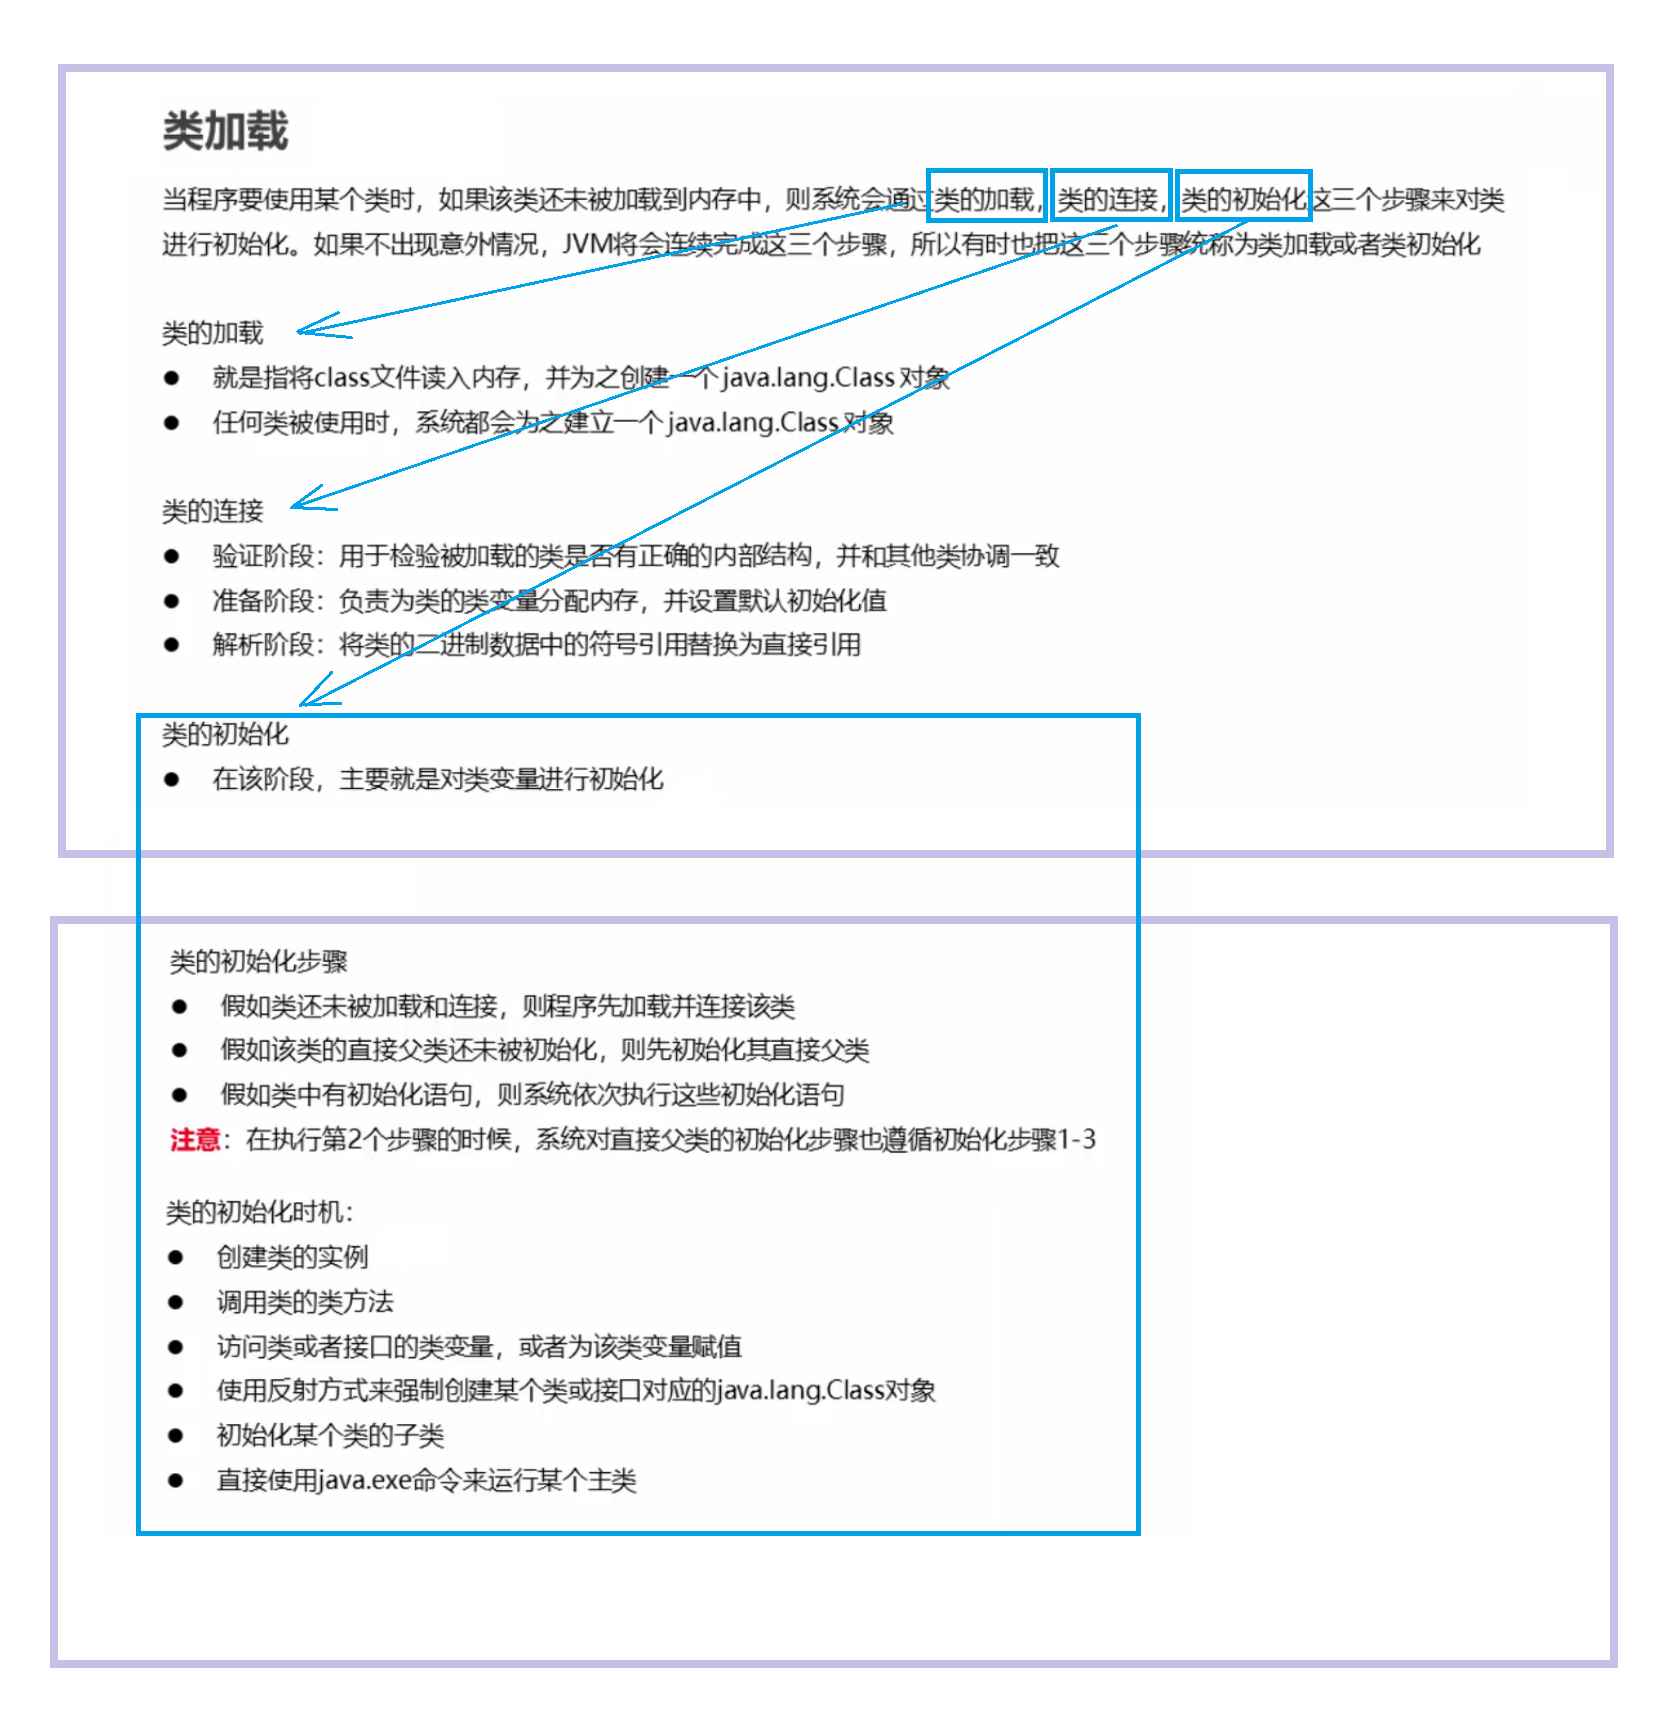 类加载
当程序要使用某个类时，如果该类还未被加载到内存中，则系统会通过类的加载，类的连接，类的初始化这三个步骤来对类
进行初始化。如果不出现意外情况，JVM将会连续完成这三个步骤，所以有时也把这三个步骤统称为类加载或者类初始化
类的加载
● 就是指将class文件读入内存，并为之创建一个 java.lang.Class 对象
● 任何类被使用时，系统都会为之建立一个 java.lang.Class 对象
类的连接
● 验证阶段：用于检验被加载的类是否有正确的内部结构，并和其他类协调一致
● 准备阶段：负责为类的类变量分配内存，并设置默认初始化值
● 解析阶段：将类的二进制数据中的符号引用替换为直接引用
类的初始化
● 在该阶段，主要就是对类变量进行初始化
类的初始化步骤
● 假如类还未被加载和连接，则程序先加载并连接该类
● 假如该类的直接父类还未被初始化，则先初始化其直接父类
● 假如类中有初始化语句，则系统依次执行这些初始化语句
注意：在执行第2个步骤的时候，系统对直接父类的初始化步骤也遵循初始化步骤1-3
类的初始化时机：
● 创建类的实例
● 调用类的类方法
● 访问类或者接口的类变量，或者为该类变量赋值
● 使用反射方式来强制创建某个类或接口对应的java.lang.Class对象
● 初始化某个类的子类
● 直接使用java.exe命令来运行某个主类